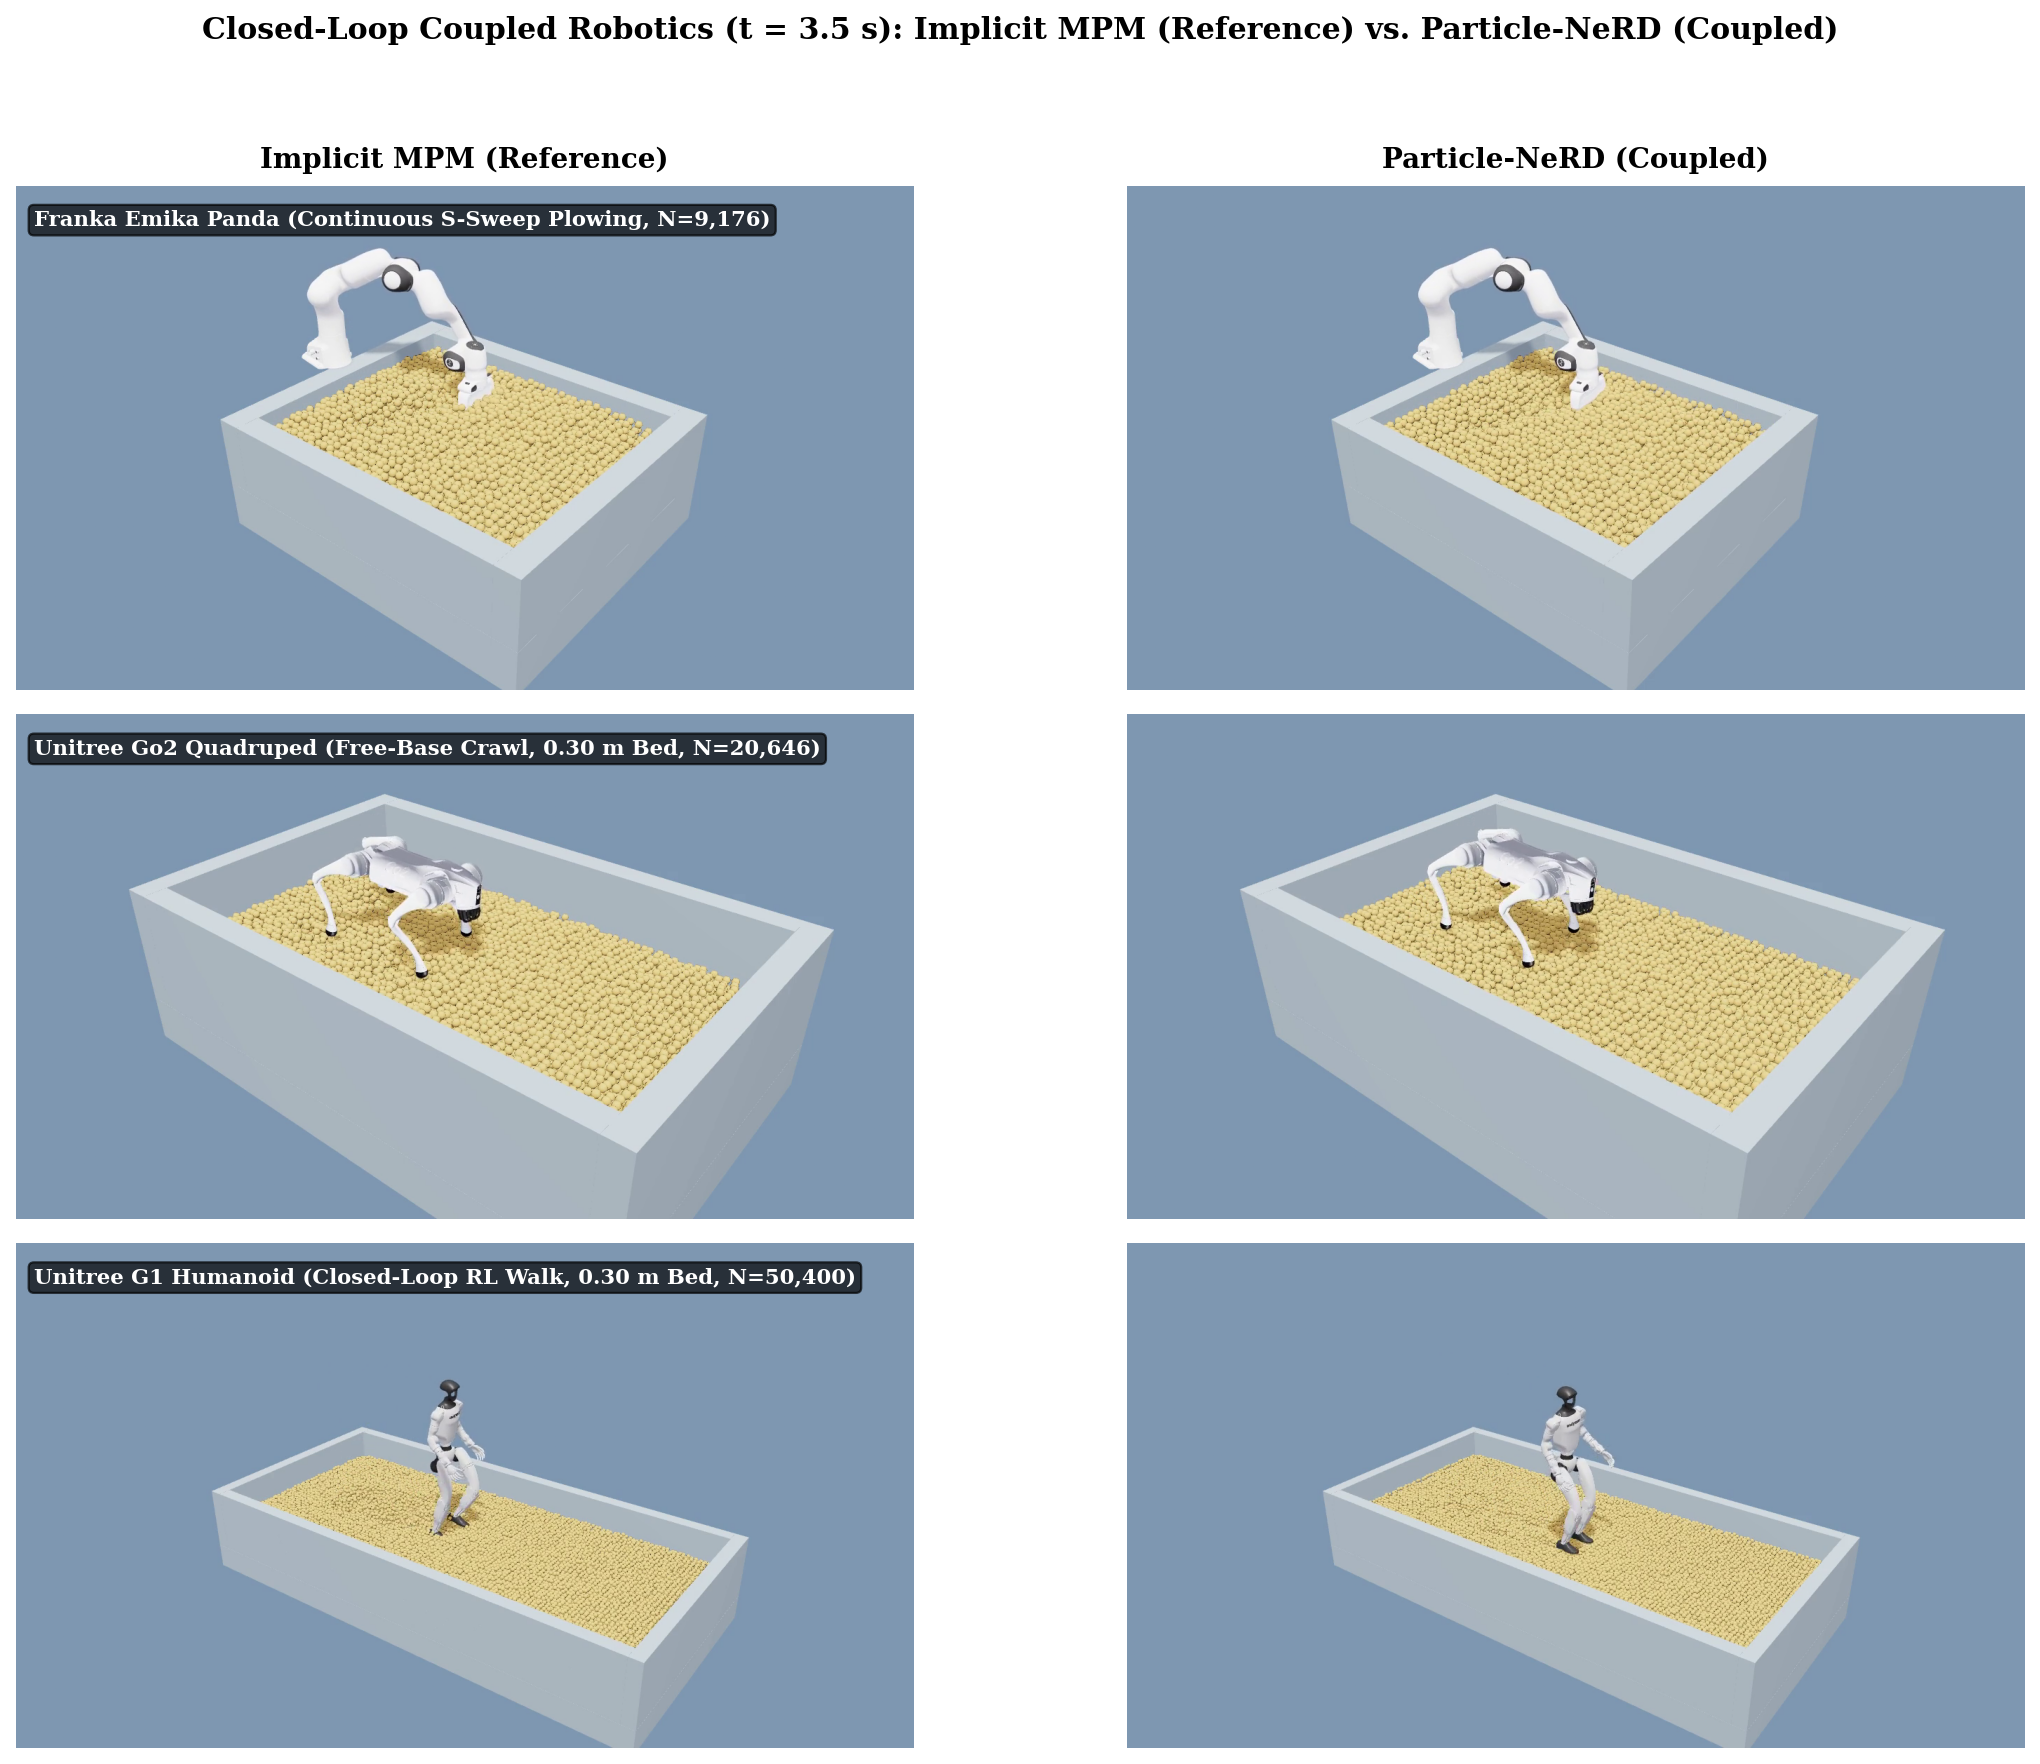 Closed-Loop Coupled Robotics (t = 3.5 s): Implicit MPM (Reference) vs. Particle-NeRD (Coupled)
Implicit MPM (Reference)
Particle-NeRD (Coupled)
Franka Emika Panda (Continuous S-Sweep Plowing, N=9,176)
Unitree Go2 Quadruped (Free-Base Crawl, 0.30 m Bed, N=20,646)
Unitree G1 Humanoid (Closed-Loop RL Walk, 0.30 m Bed, N=50,400)